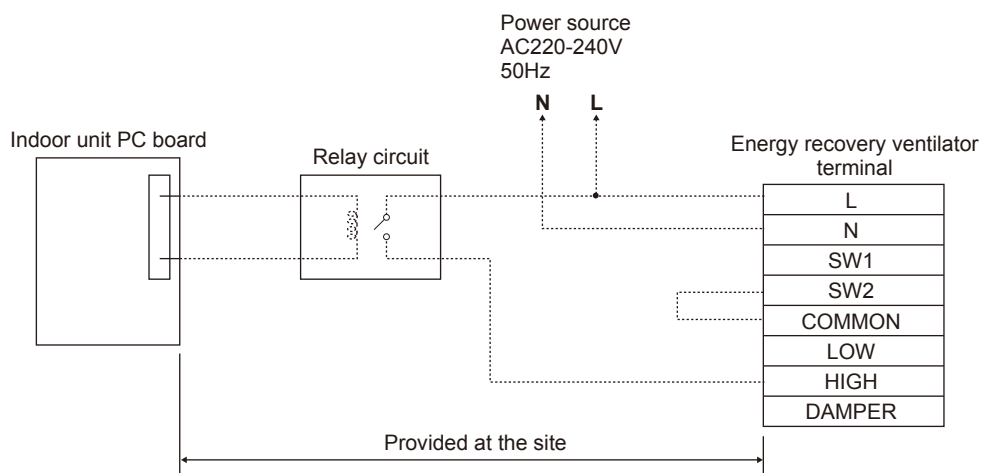 Power source
AC220-240V
50Hz
N L
Indoor unit PC board
Relay circuit
Energy recovery ventilator
terminal
L
N
SW1
SW2
COMMON
LOW
HIGH
DAMPER
Provided at the site